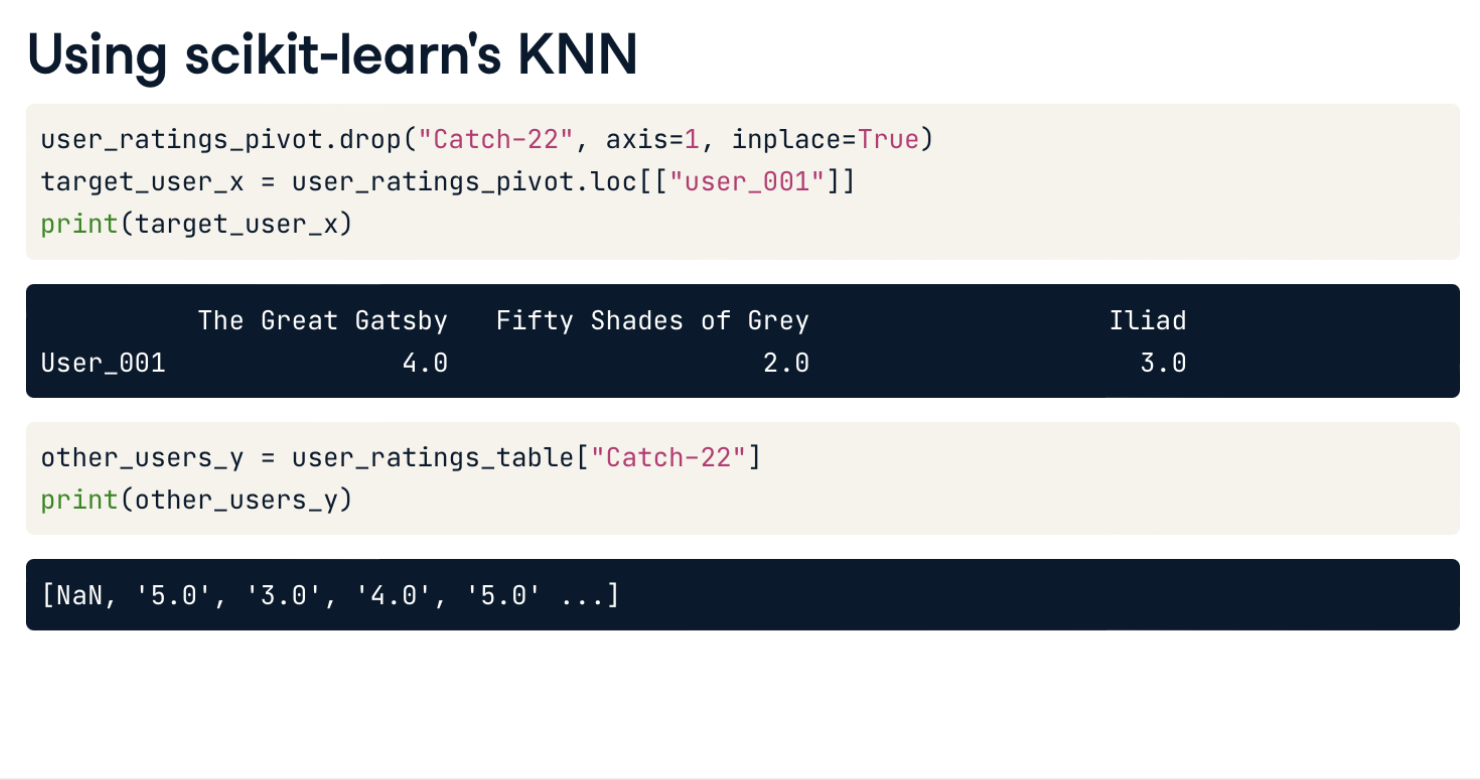 Using scikit-learn's KNN
user_ratings_pivot.drop("Catch-22", axis=1, inplace=True)
target_user_x = user_ratings_pivot.loc[["user_001"]]
print(target_user_x)
The Great Gatsby   Fifty Shades of Grey                   Iliad
User_001               4.0                    2.0                     3.0
other_users_y = user_ratings_table["Catch-22"]
print(other_users_y)
[NaN, '5.0', '3.0', '4.0', '5.0' ...]